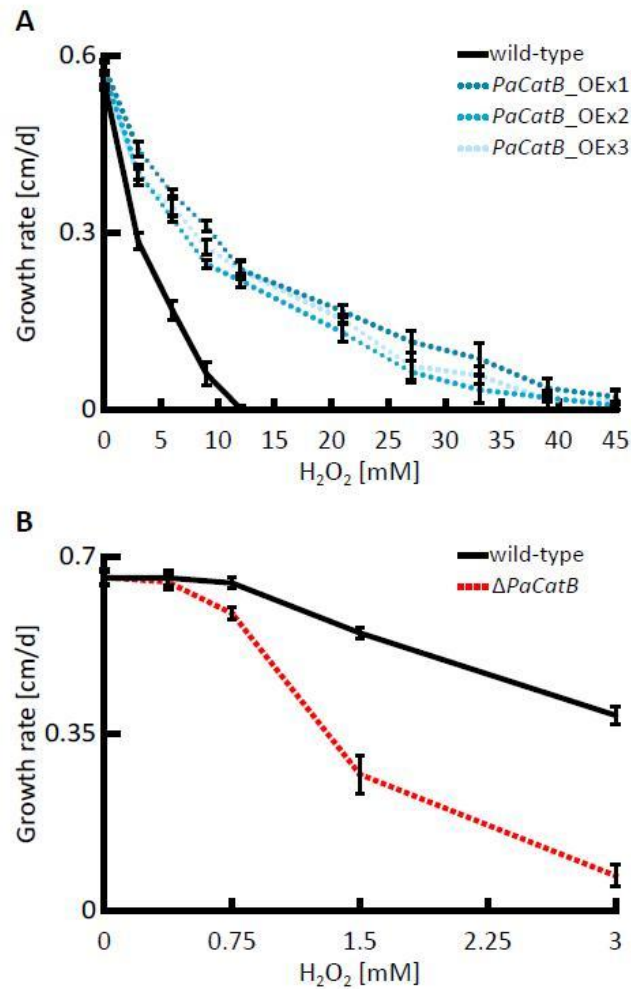 A
0.6
0.3
0
Growth rate [cm/d]
wild-type
PaCatB_OEx1
PaCatB_OEx2
PaCatB_OEx3
0 5 10 15 20 25 30 35 40 45
H₂O₂ [mM]
B
0.7
0.35
0
Growth rate [cm/d]
wild-type
ΔPaCatB
0 0.75 1.5 2.25 3
H₂O₂ [mM]